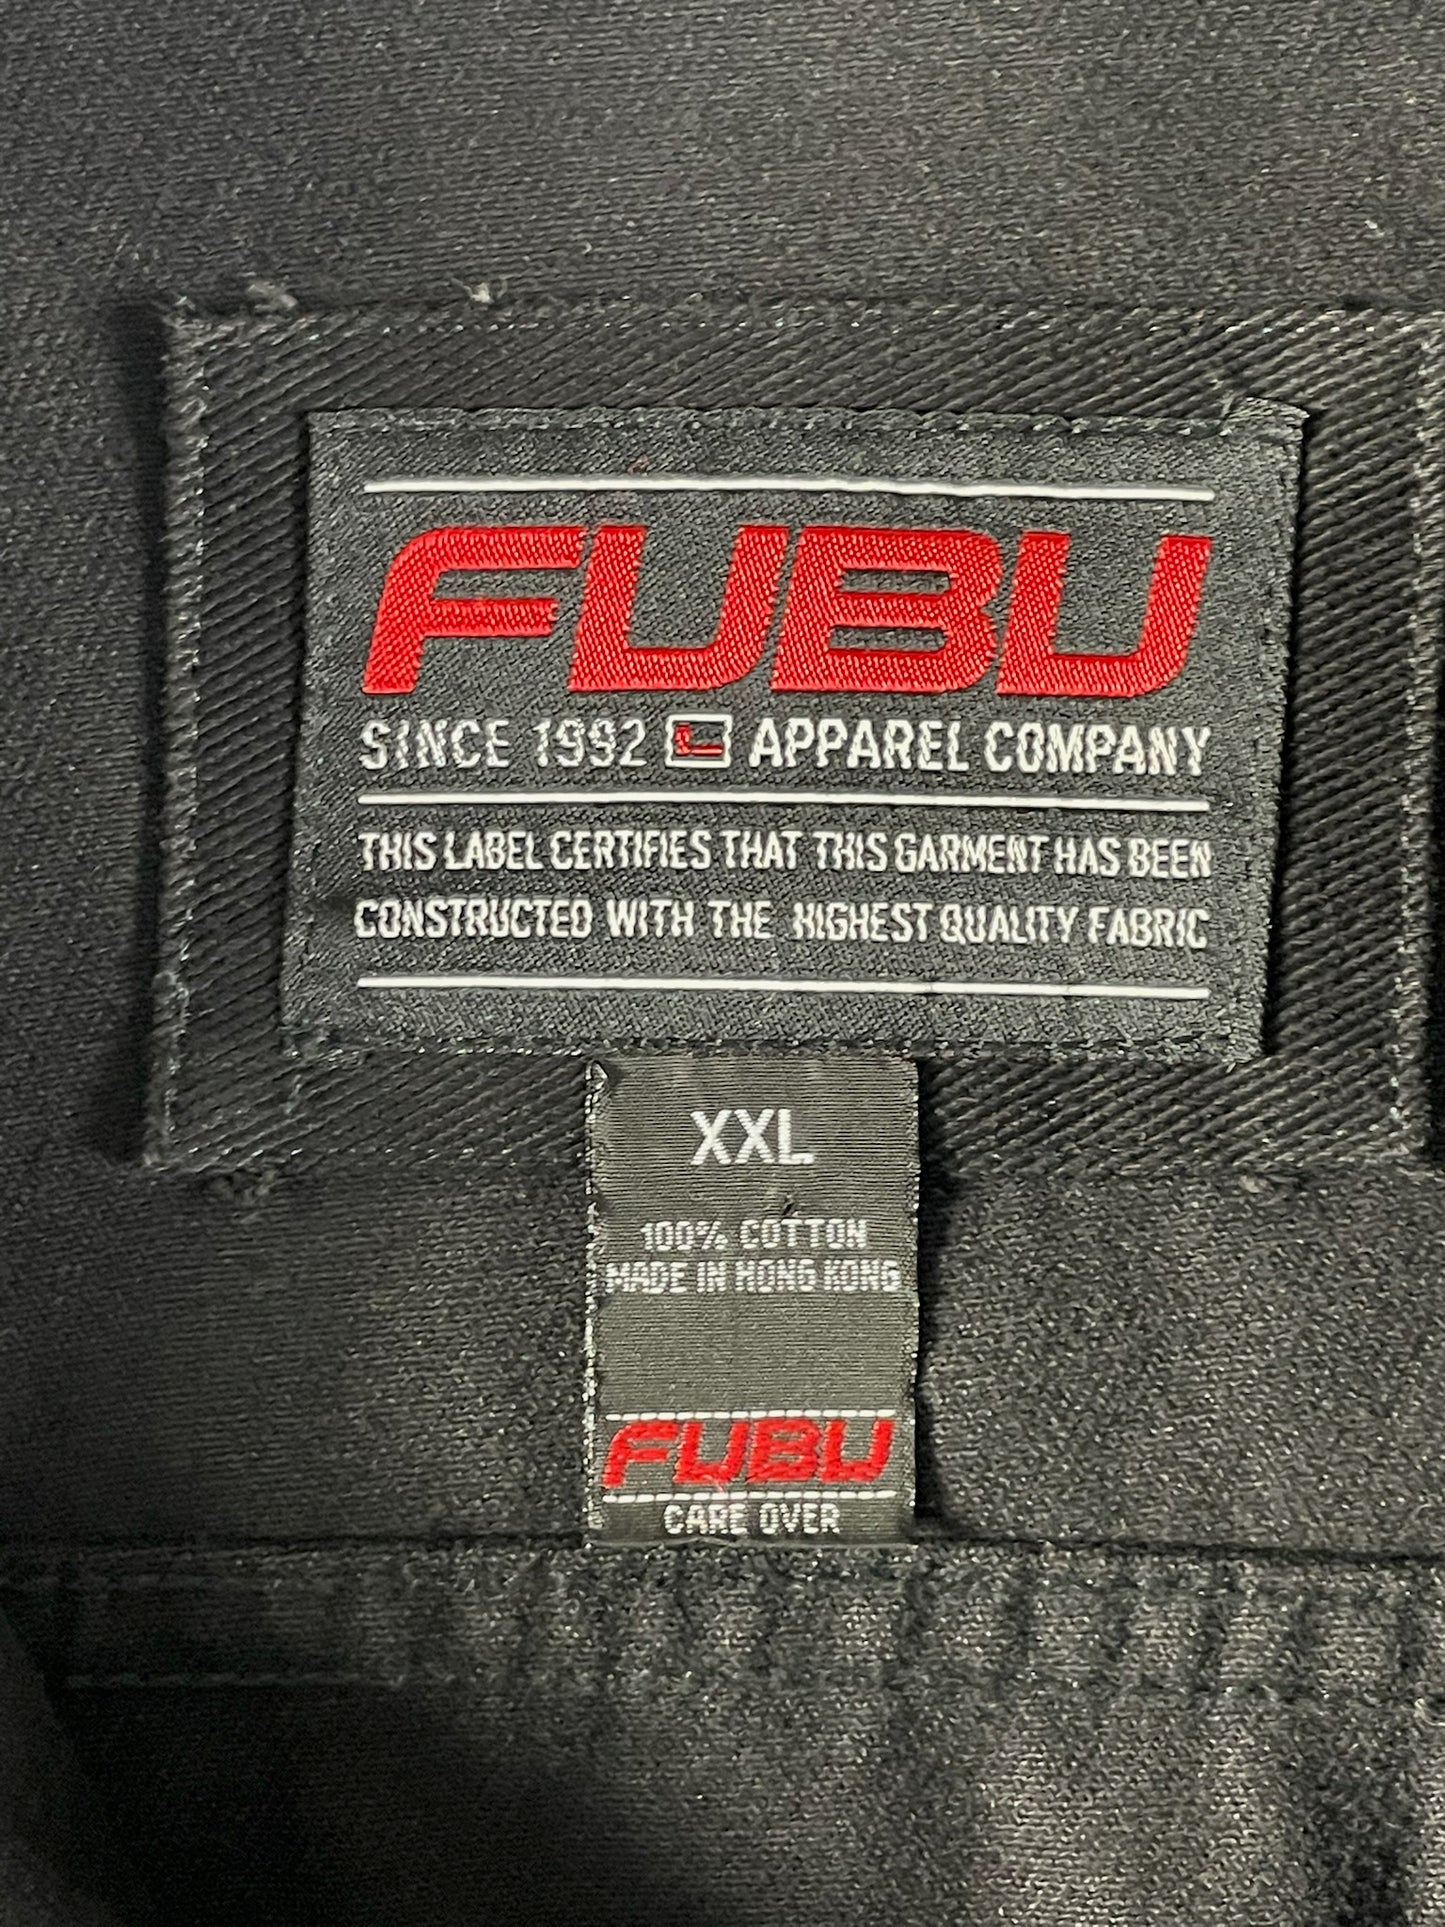 FUBU
SINCE 1992 APPAREL COMPANY
THIS LABEL CERTIFIES THAT THIS GARMENT HAS BEEN
CONSTRUCTED WITH THE HIGHEST QUALITY FABRIC
XXL
100% COTTON
MADE IN HONG KONG
FUBU
CARE OVER